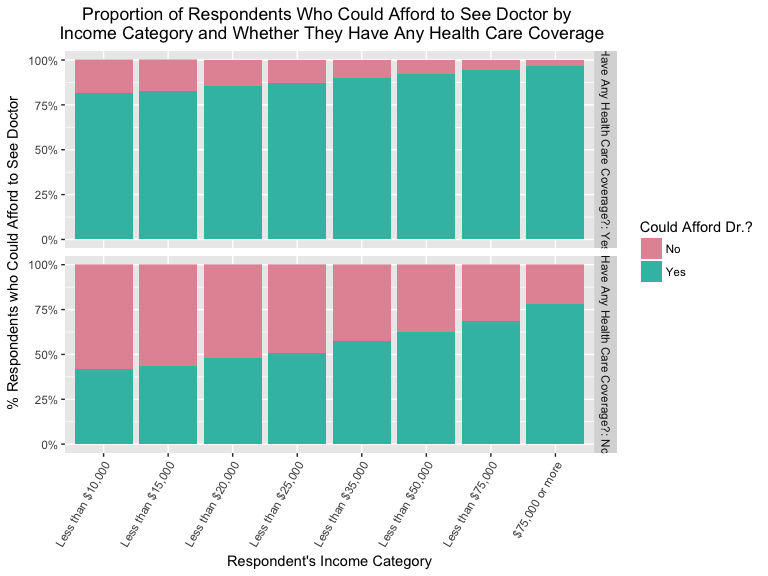 Proportion of Respondents Who Could Afford to See Doctor by
Income Category and Whether They Have Any Health Care Coverage
% Respondents who Could Afford to See Doctor
100%
75%
50%
25%
0%
Have Any Health Care Coverage?: Yes
100%
75%
50%
25%
0%
Have Any Health Care Coverage?: No
Less than $10,000
Less than $15,000
Less than $20,000
Less than $25,000
Less than $35,000
Less than $50,000
Less than $75,000
$75,000 or more
Respondent's Income Category
Could Afford Dr.?
No
Yes